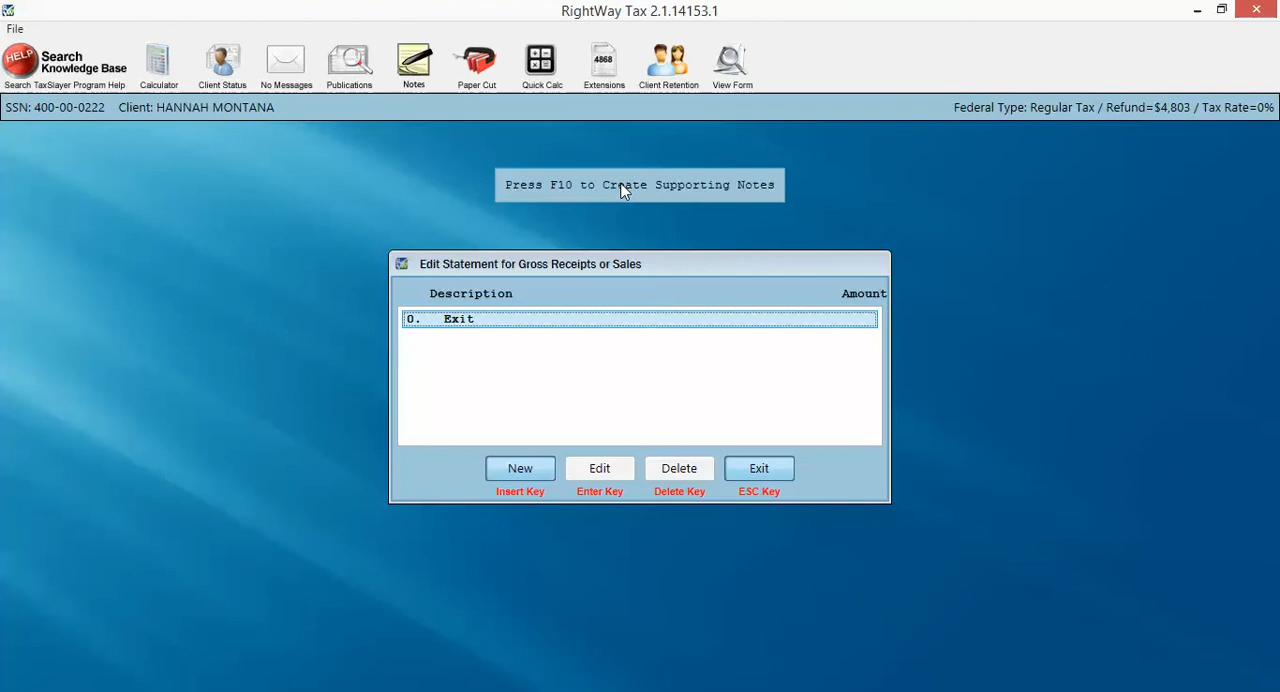 RightWay Tax 2.1.14153.1
File
HELP Search Knowledge Base
Search TaxSlayer Program Help
Calculator
Client Status
No Messages
Publications
Notes
Paper Cut
Quick Calc
4868
Extensions
Client Retention
View Form
SSN: 400-00-0222 Client: HANNAH MONTANA Federal Type: Regular Tax / Refund=$4,803 / Tax Rate=0%
Press F10 to Create Supporting Notes
Edit Statement for Gross Receipts or Sales
Description Amount
0. Exit
New Edit Delete Exit
Insert Key Enter Key Delete Key ESC Key